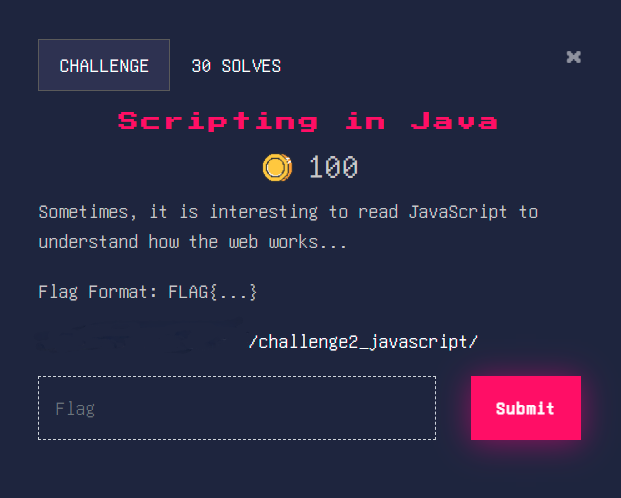 CHALLENGE
30 SOLVES
Scripting in Java
100
Sometimes, it is interesting to read JavaScript to
understand how the web works...
Flag Format: FLAG{...}
/challenge2_javascript/
Flag
Submit